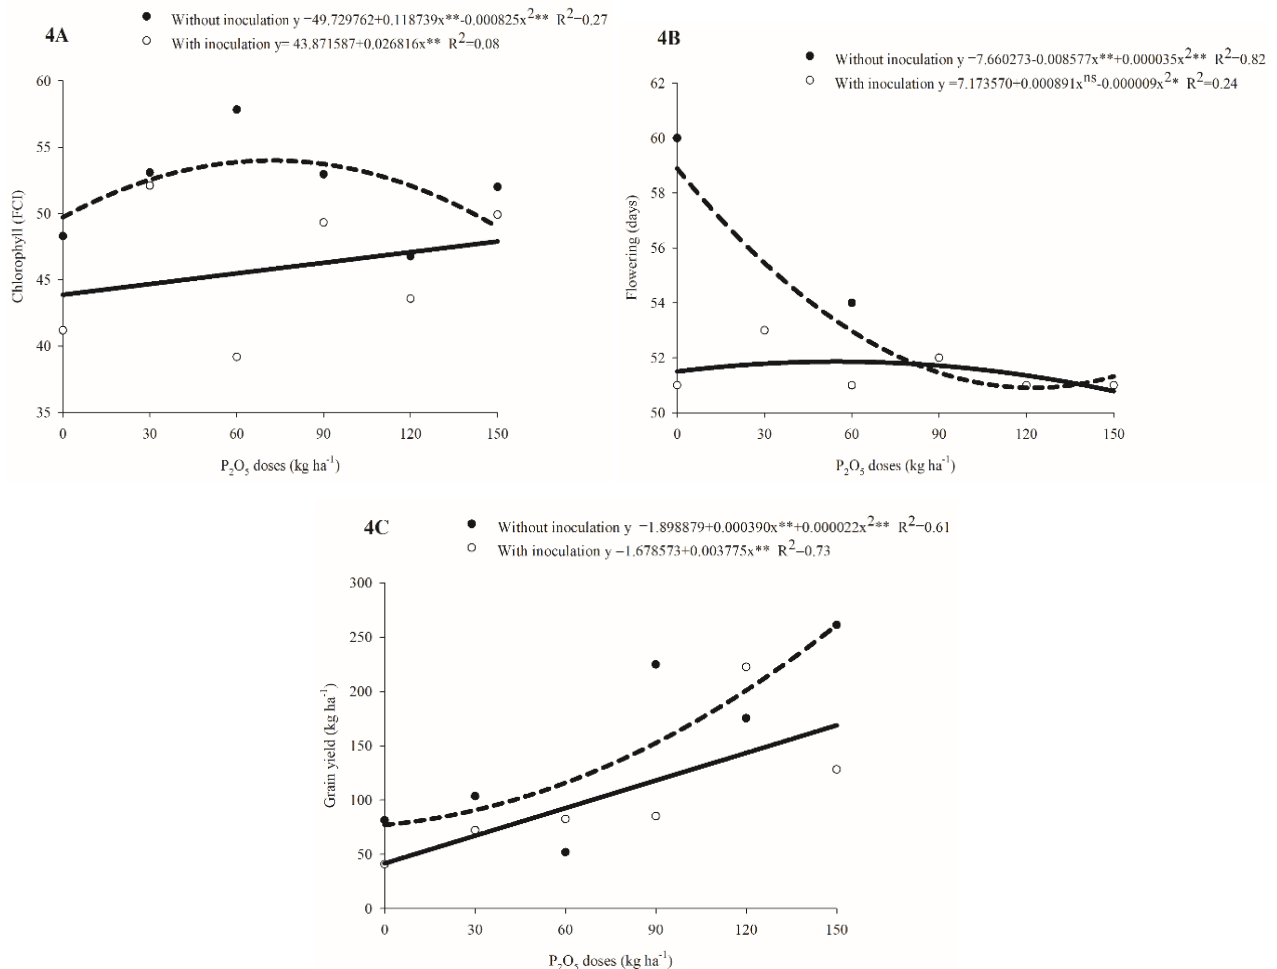 4A
Without inoculation y =49.729762+0.118739x**-0.000825x2** R2=0.27
With inoculation y= 43.871587+0.026816x** R2=0.08
60
55
50
45
40
35
Chlorophyll (FCI)
0 30 60 90 120 150
P2O5 doses (kg ha-1)
4B
Without inoculation y =7.660273-0.008577x**+0.000035x2** R2=0.82
With inoculation y =7.173570+0.000891xns-0.000009x2* R2=0.24
62
60
58
56
54
52
50
Flowering (days)
0 30 60 90 120 150
P2O5 doses (kg ha-1)
4C
Without inoculation y =1.898879+0.000390x**+0.000022x2** R2=0.61
With inoculation y =1.678573+0.003775x** R2=0.73
300
250
200
150
100
50
0
Grain yield (kg ha-1)
0 30 60 90 120 150
P2O5 doses (kg ha-1)